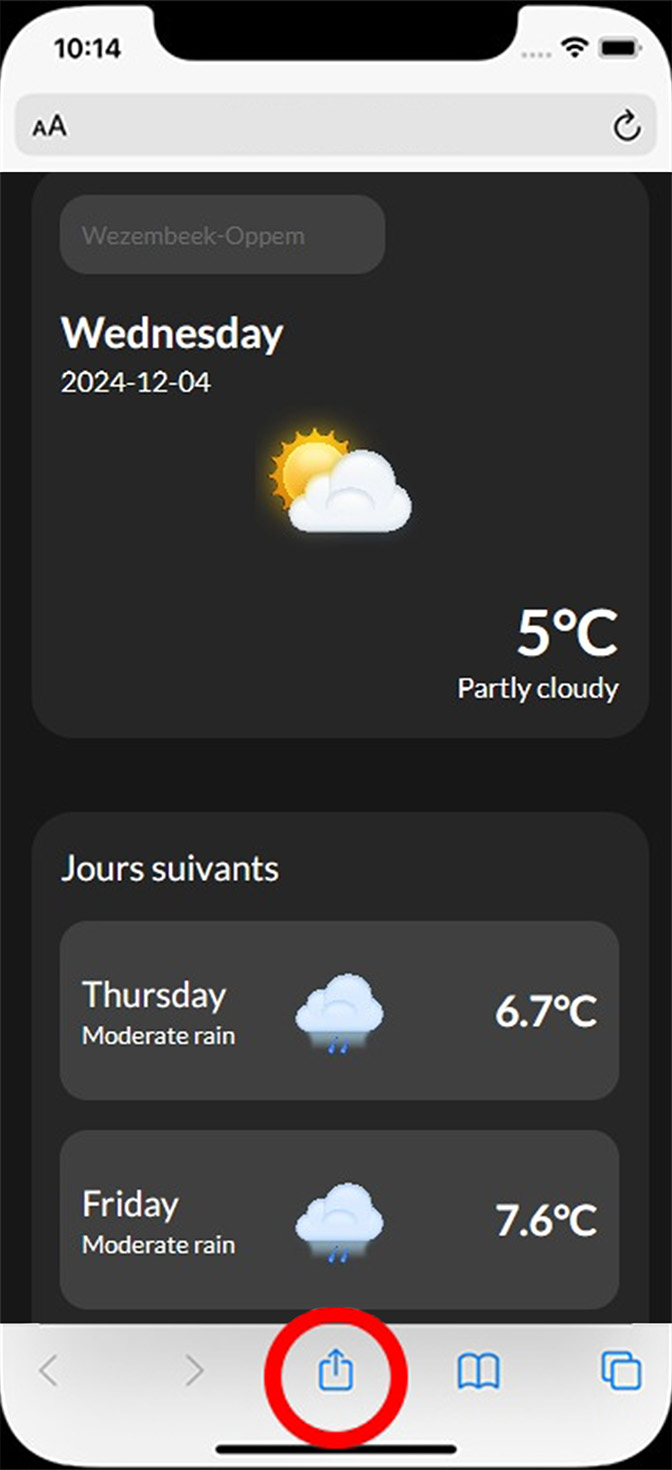 10:14
AA
Wezembeek-Oppem
Wednesday
2024-12-04
5°C
Partly cloudy
Jours suivants
Thursday
Moderate rain
6.7°C
Friday
Moderate rain
7.6°C